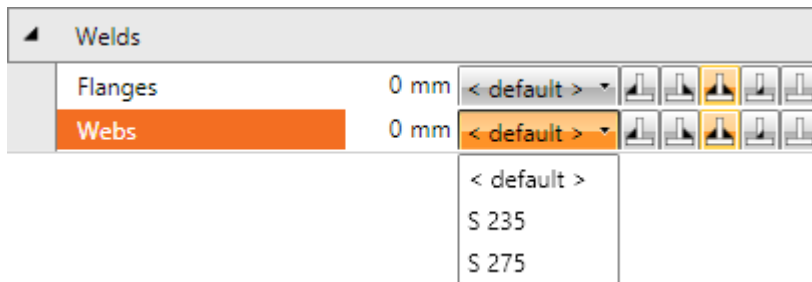 Welds
Flanges 0 mm < default >
Webs 0 mm < default >
< default >
S 235
S 275